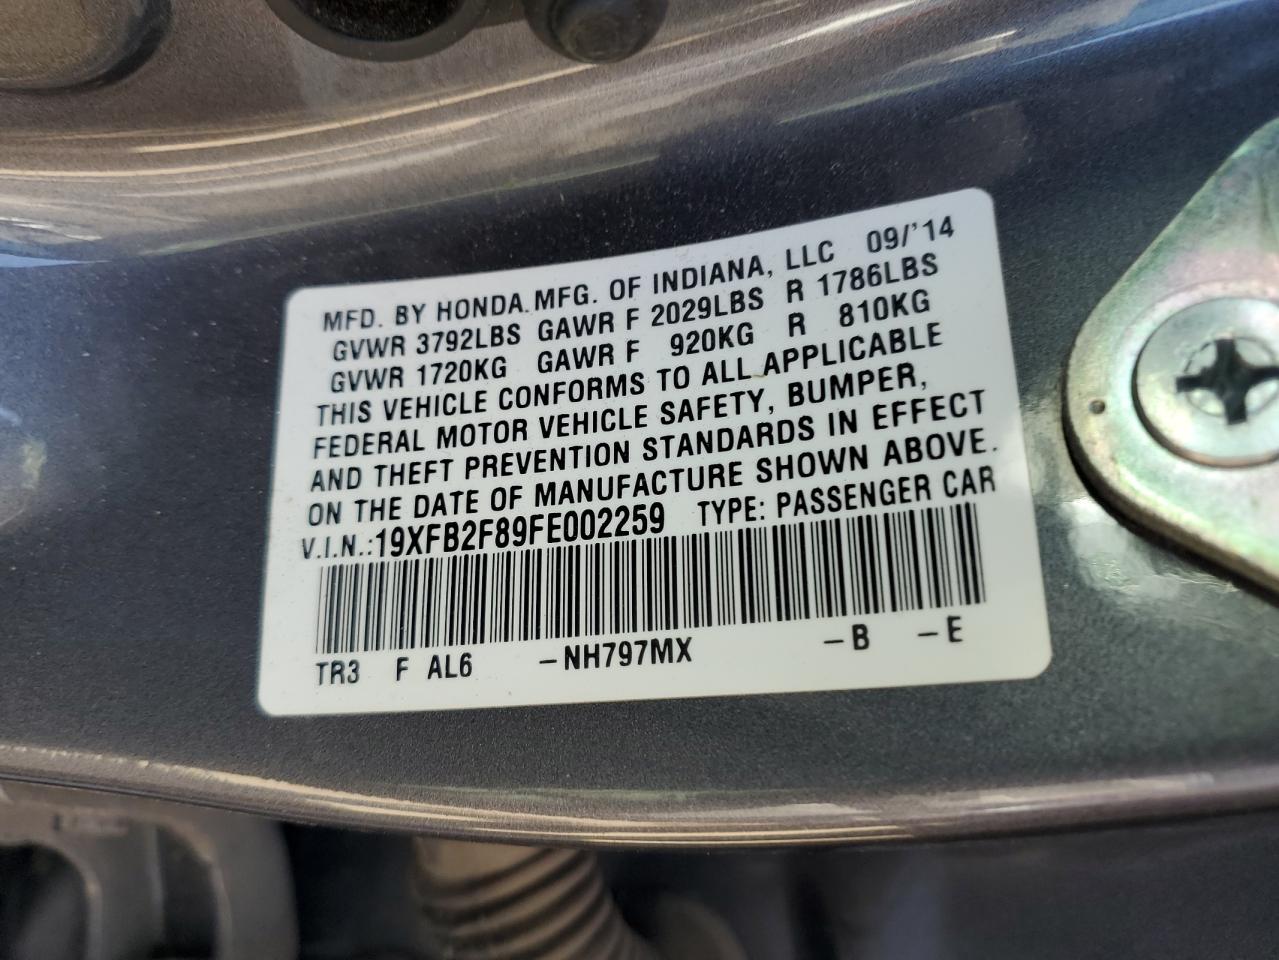 MFD. BY HONDA MFG. OF INDIANA, LLC 09/'14
GVWR 3792LBS GAWR F 2029LBS R 1786LBS
GVWR 1720KG GAWR F 920KG R 810KG
THIS VEHICLE CONFORMS TO ALL APPLICABLE
FEDERAL MOTOR VEHICLE SAFETY, BUMPER,
AND THEFT PREVENTION STANDARDS IN EFFECT
ON THE DATE OF MANUFACTURE SHOWN ABOVE.
V.I.N.:19XFB2F89FE002259 TYPE: PASSENGER CAR
TR3 F AL6 -NH797MX -B -E